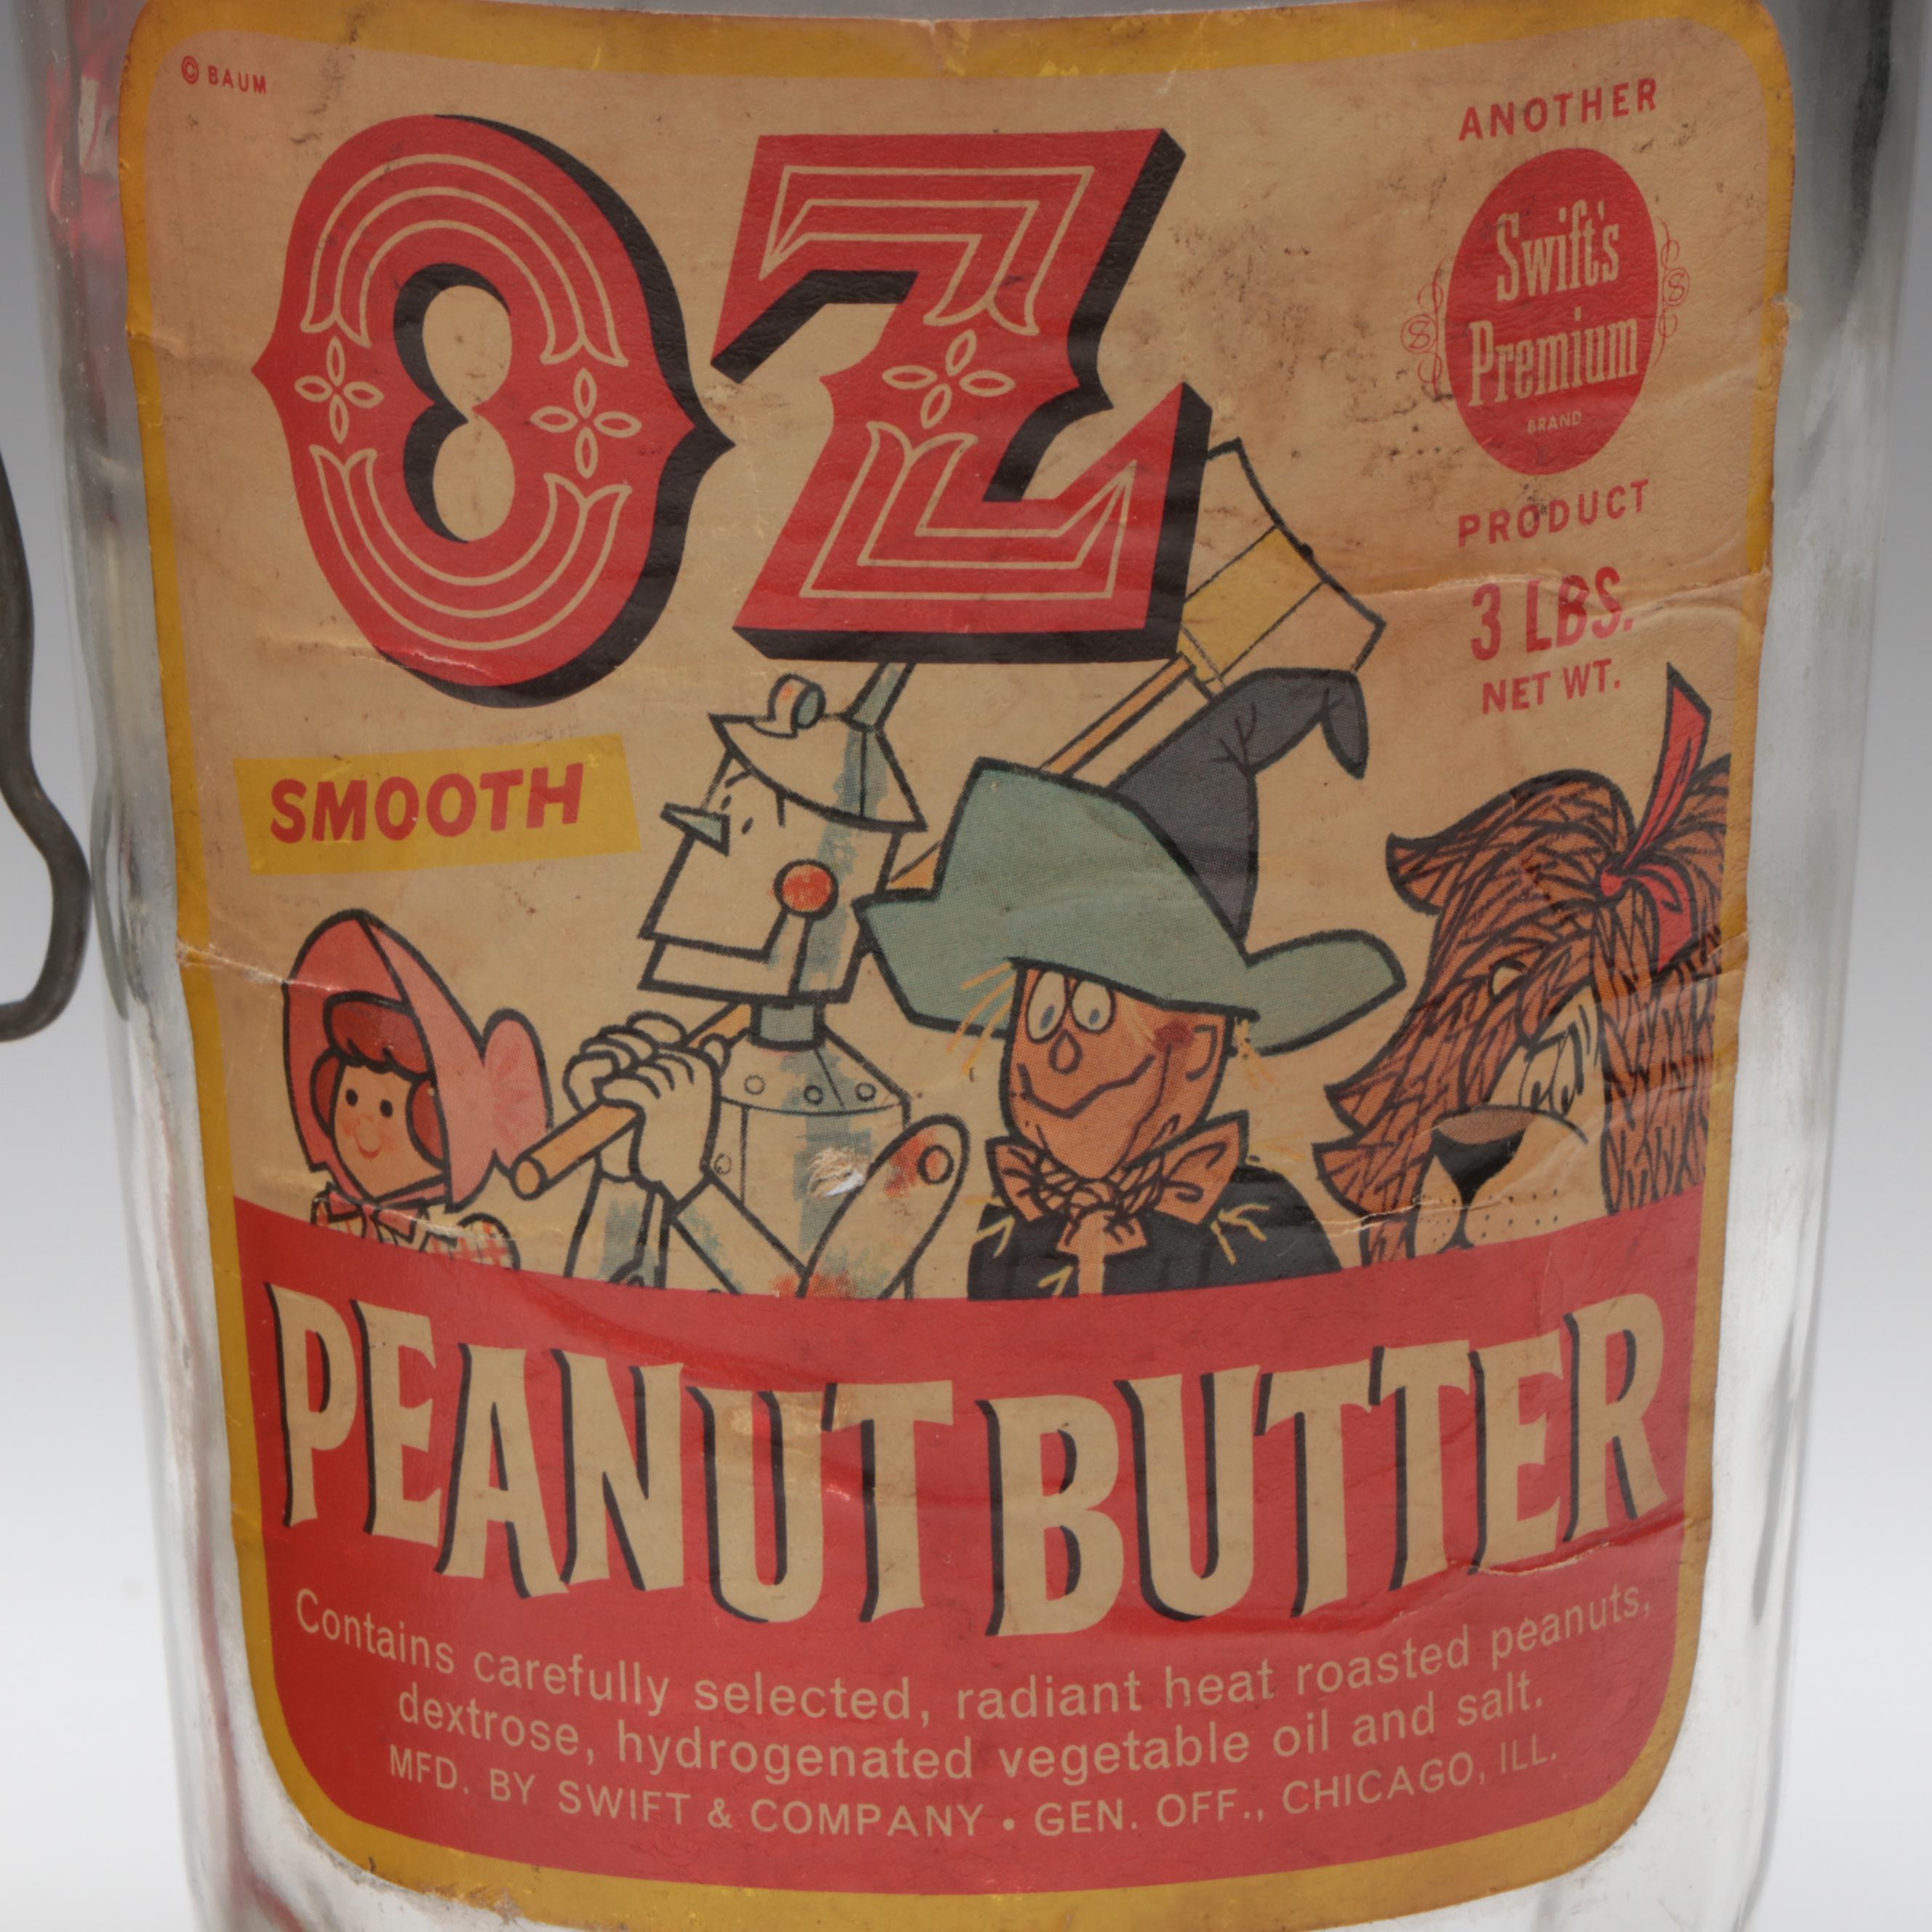 © BAUM
OZ
ANOTHER
Swift's
Premium
BRAND
PRODUCT
3 LBS.
NET WT.
SMOOTH
PEANUT BUTTER
Contains carefully selected, radiant heat roasted peanuts,
dextrose, hydrogenated vegetable oil and salt.
MFD. BY SWIFT & COMPANY • GEN. OFF., CHICAGO, ILL.